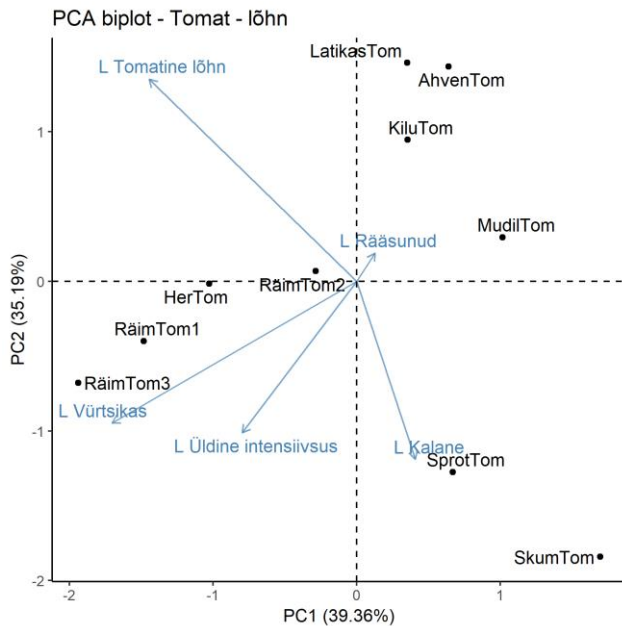 PCA biplot - Tomat - lõhn
LatikasTom
AhvenTom
L Tomatine lõhn
KiluTom
1
MudilTom
L Rääsunud
0
RäimTom2
HerTom
RäimTom1
RäimTom3
L Vürtsikas
L Üldine intensiivsus
L Kalane
SprotTom
-1
SkumTom
-2
PC2 (35.19%)
-2 -1 0 1
PC1 (39.36%)